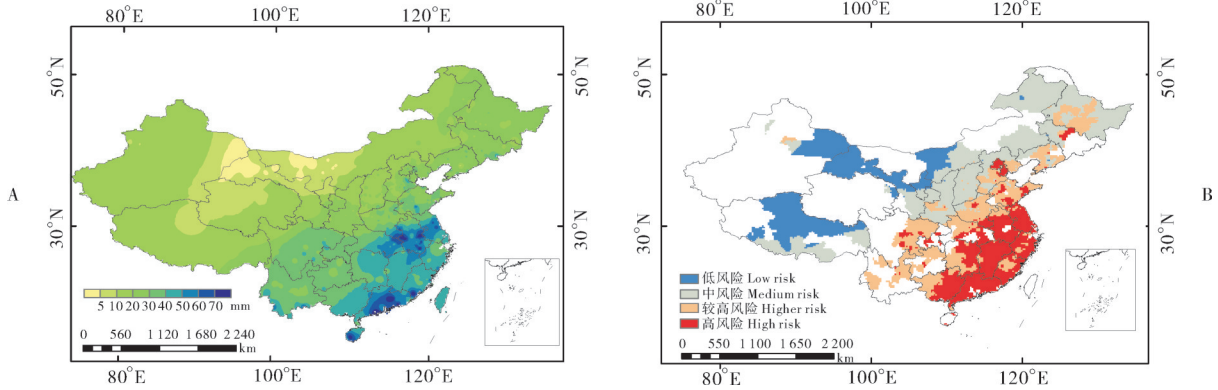 80°E 100°E 120°E
50°N 50°N
30°N 30°N
A
5 10 20 30 40 50 60 70 mm
0 560 1 120 1 680 2 240
km
80°E 100°E 120°E
80°E 100°E 120°E
50°N 50°N
30°N 30°N
B
低风险 Low risk
中风险 Medium risk
较高风险 Higher risk
高风险 High risk
0 550 1 100 1 650 2 200
km
80°E 100°E 120°E